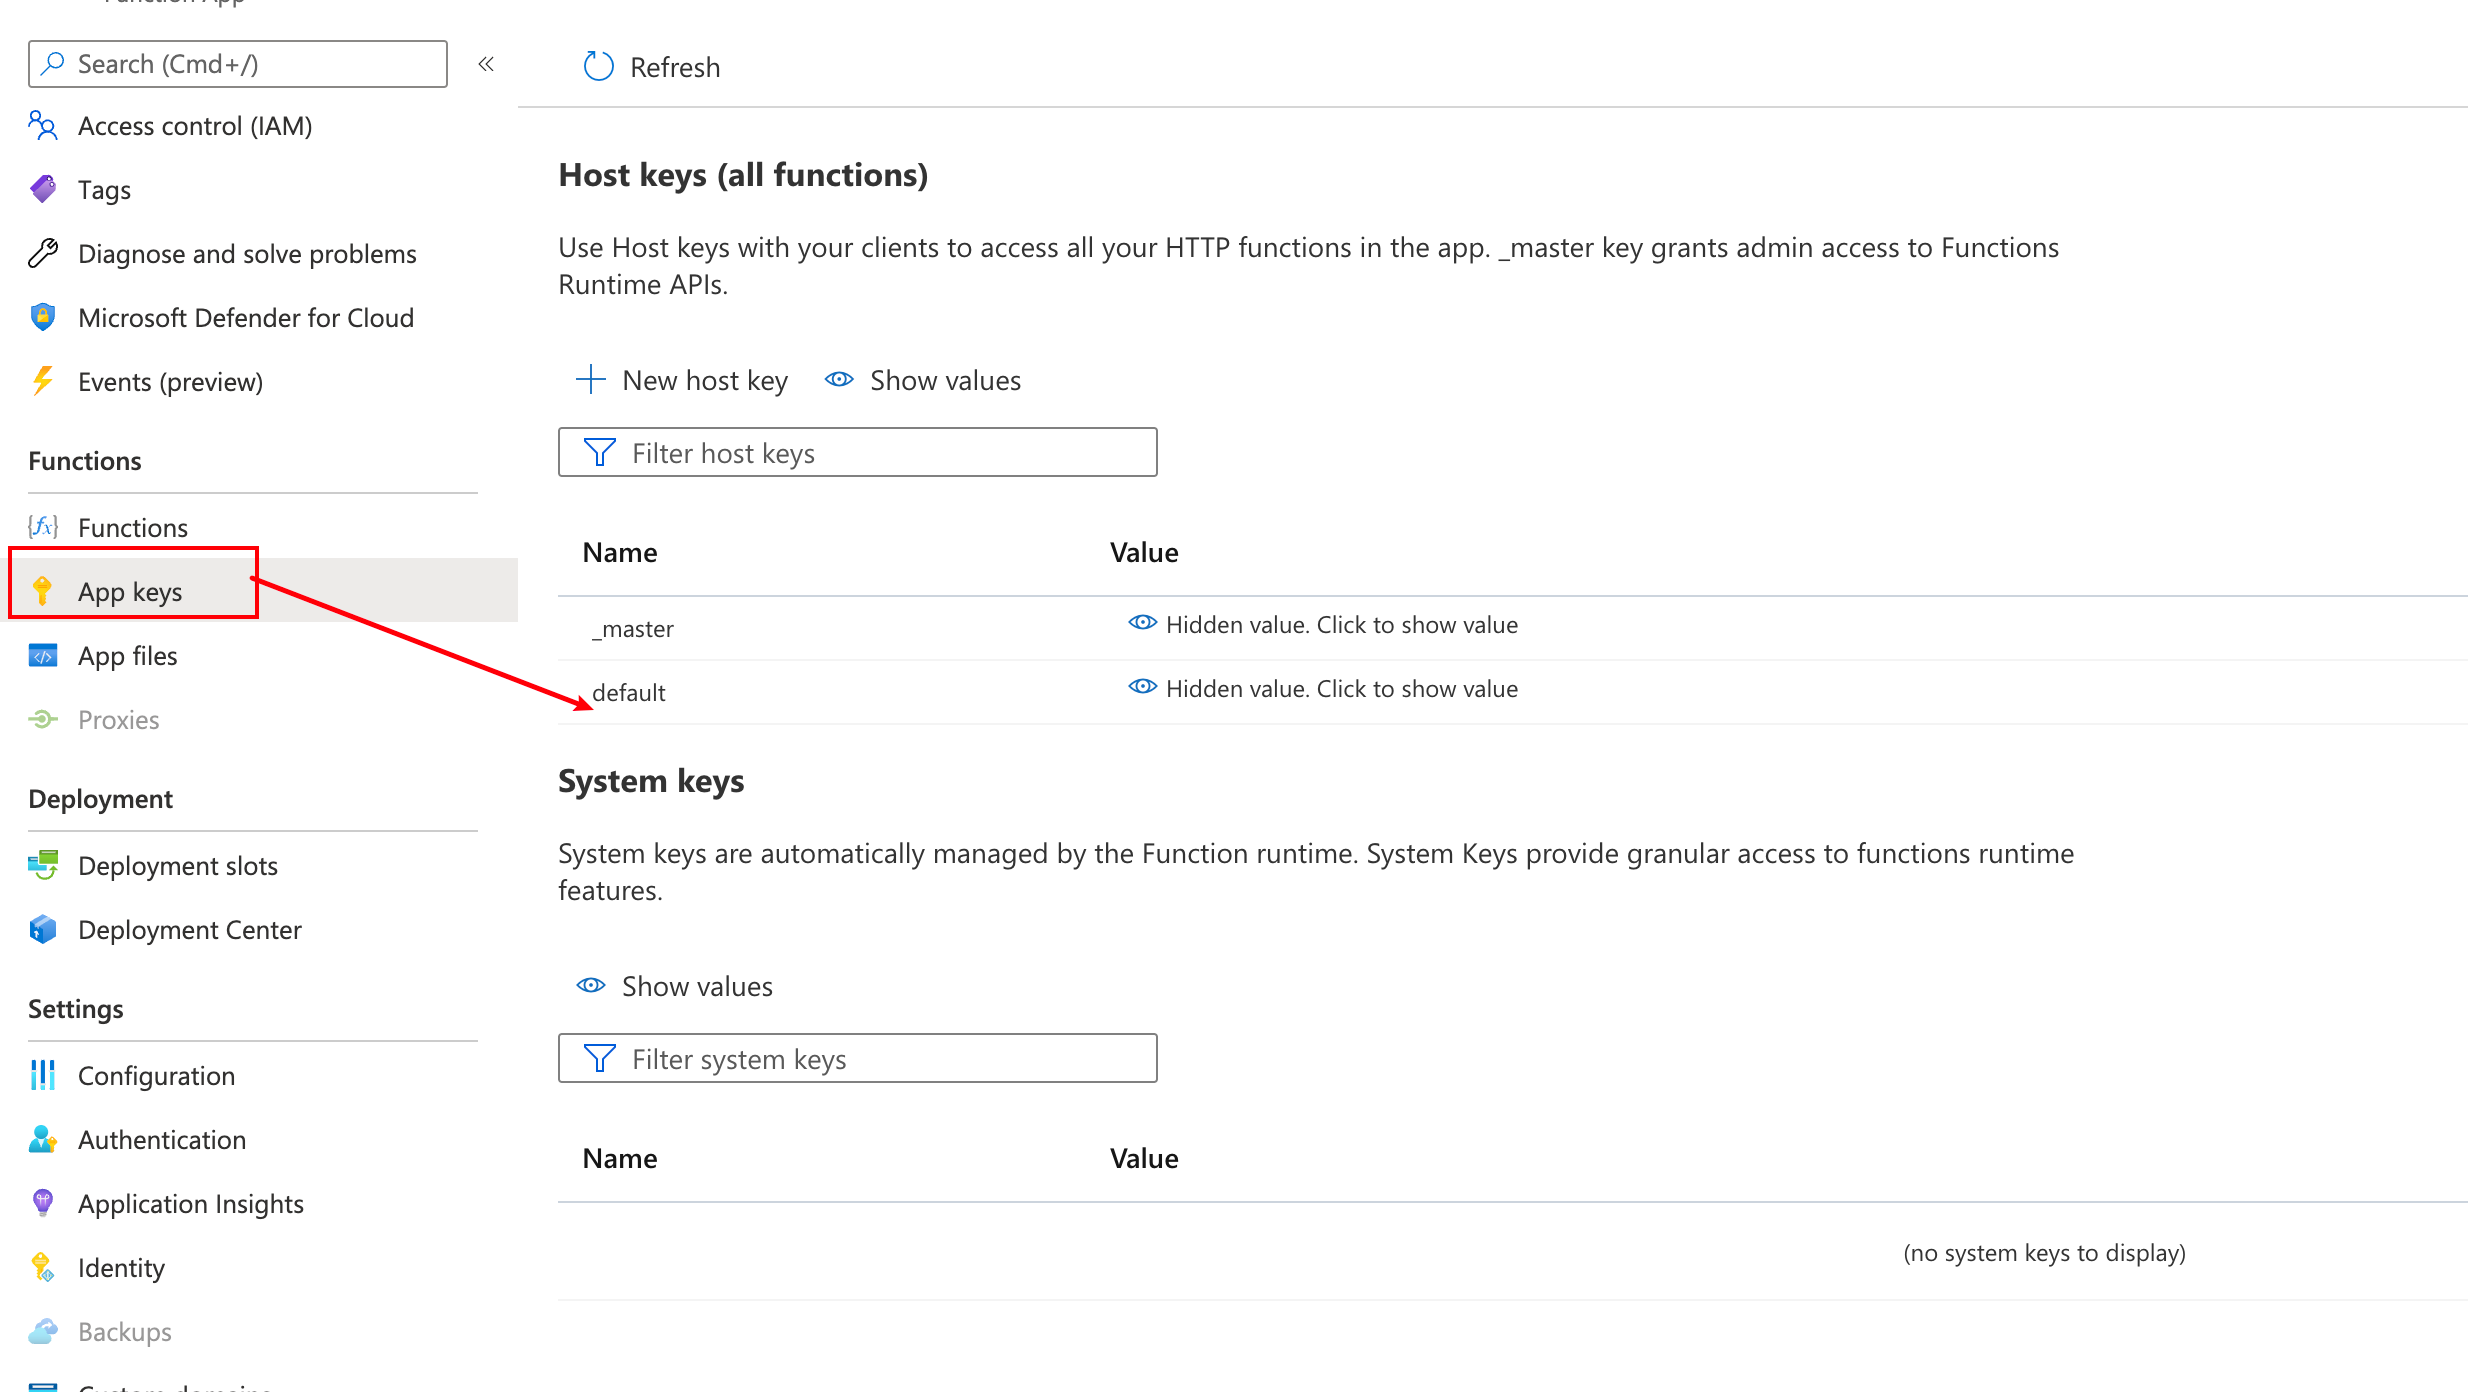 Function App
Search (Cmd+/)
«
Access control (IAM)
Tags
Diagnose and solve problems
Microsoft Defender for Cloud
Events (preview)
Functions
Functions
App keys
App files
Proxies
Deployment
Deployment slots
Deployment Center
Settings
Configuration
Authentication
Application Insights
Identity
Backups
Custom domains
Refresh
Host keys (all functions)
Use Host keys with your clients to access all your HTTP functions in the app. _master key grants admin access to Functions
Runtime APIs.
New host key Show values
Filter host keys
Name Value
_master Hidden value. Click to show value
default Hidden value. Click to show value
System keys
System keys are automatically managed by the Function runtime. System Keys provide granular access to functions runtime
features.
Show values
Filter system keys
Name Value
(no system keys to display)